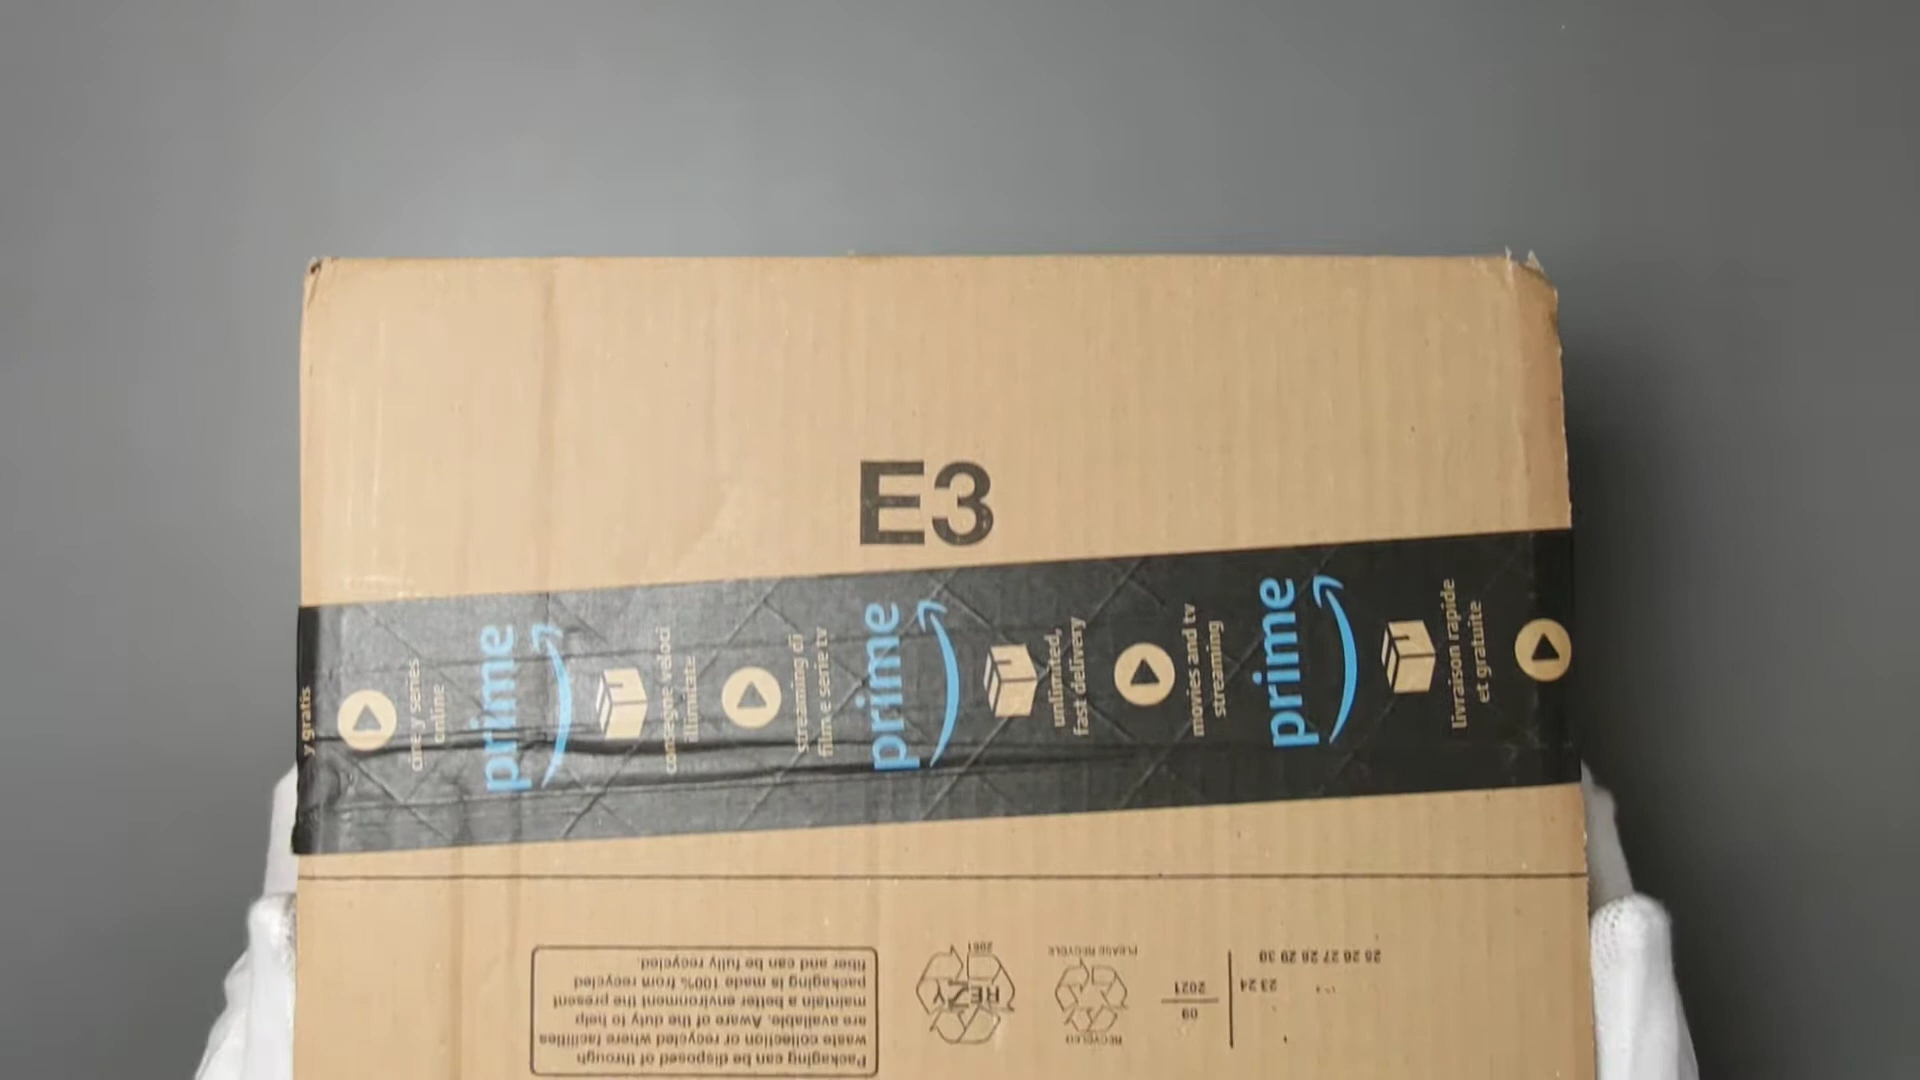 E3
y gratis
cine y series
online
prime
consegne veloci
illimitate
streaming di
film e serie tv
prime
unlimited,
fast delivery
movies and tv
streaming
prime
livraison rapide
et gratuite
Packaging can be disposed of through
waste collection or recycled where facilities
are available. Aware of the duty to help
maintain a better environment the present
packaging is made 100% from recycled
fiber and can be fully recycled.
RESY
RECYCLED
PLEASE RECYCLE
09
2021
23 24
25 26 27 28 29 30